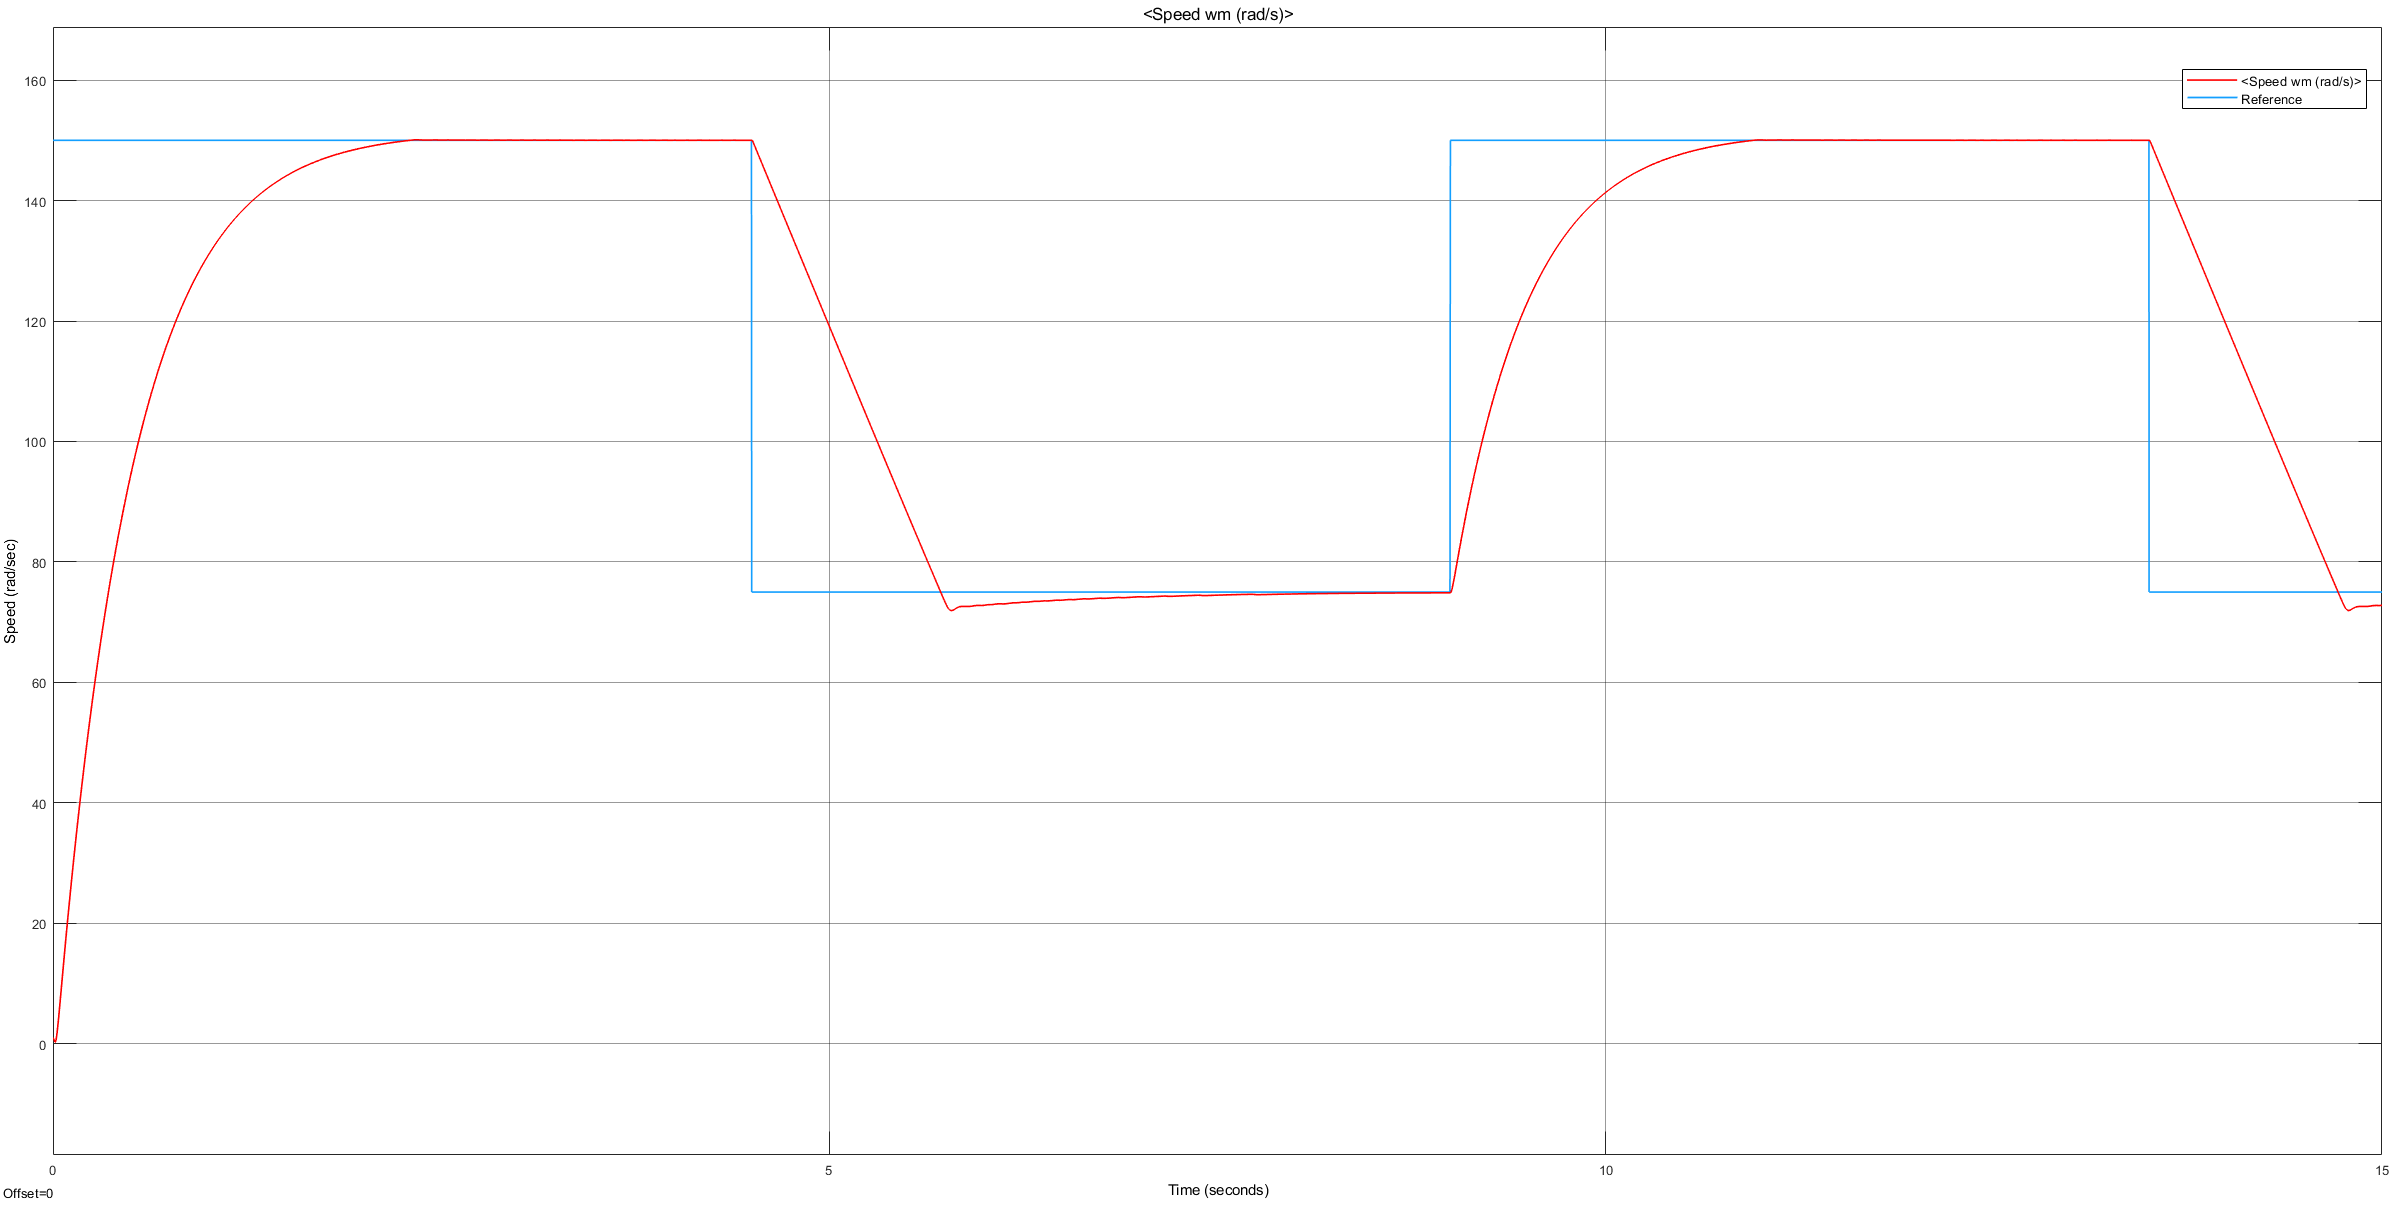 <Speed wm (rad/s)>
160
<Speed wm (rad/s)>
Reference
140
120
100
80
Speed (rad/sec)
60
40
20
0
0 5 10 15
Time (seconds)
Offset=0